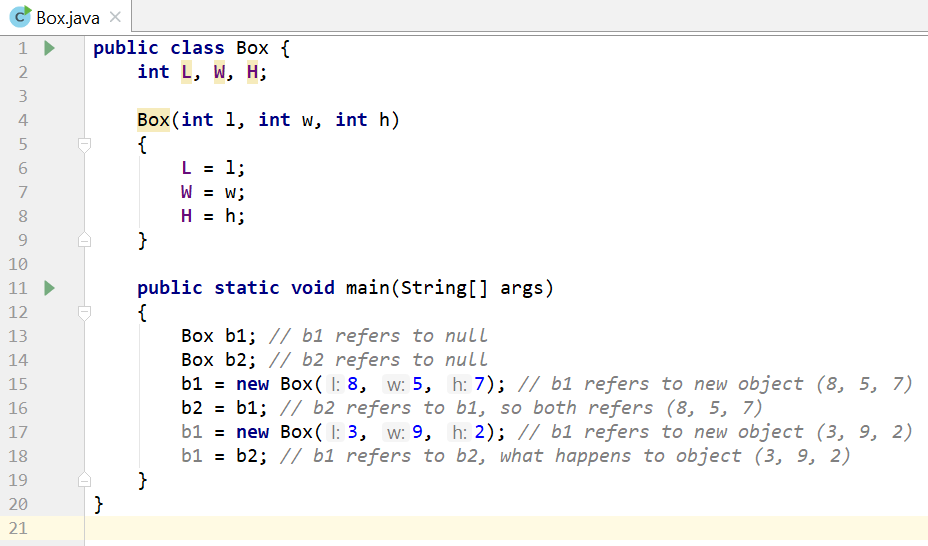 Box.java
1 public class Box {
2 int L, W, H;
3
4 Box(int l, int w, int h)
5 {
6 L = l;
7 W = w;
8 H = h;
9 }
10
11 public static void main(String[] args)
12 {
13 Box b1; // b1 refers to null
14 Box b2; // b2 refers to null
15 b1 = new Box( l: 8, w: 5, h: 7); // b1 refers to new object (8, 5, 7)
16 b2 = b1; // b2 refers to b1, so both refers (8, 5, 7)
17 b1 = new Box( l: 3, w: 9, h: 2); // b1 refers to new object (3, 9, 2)
18 b1 = b2; // b1 refers to b2, what happens to object (3, 9, 2)
19 }
20 }
21